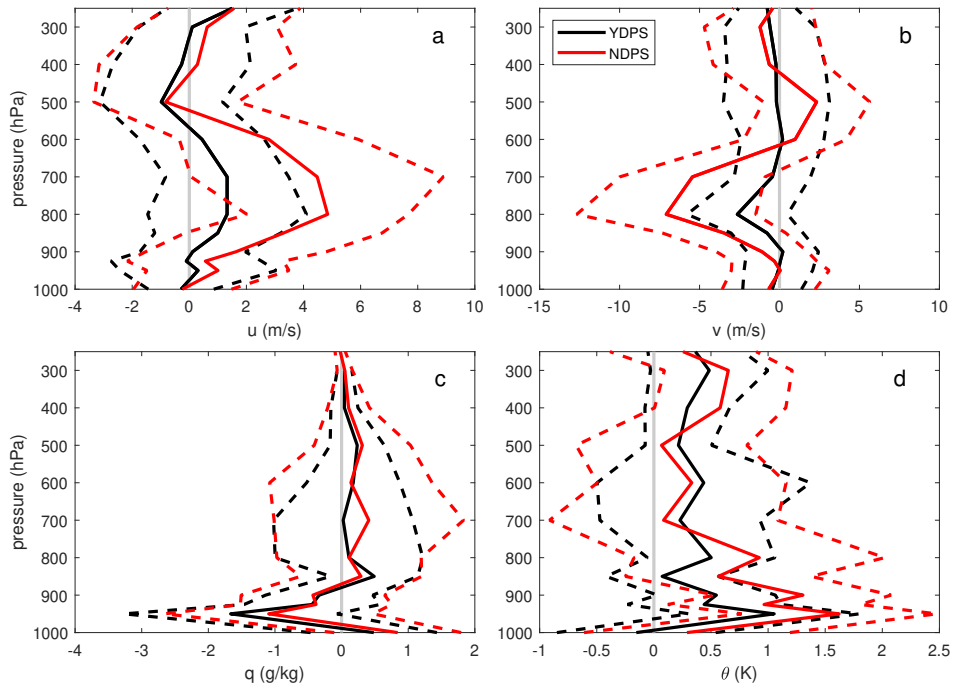 a
300
400
500
600
700
800
900
1000
pressure (hPa)
-4 -2 0 2 4 6 8 10
u (m/s)
b
YDPS
NDPS
300
400
500
600
700
800
900
1000
-15 -10 -5 0 5 10
v (m/s)
c
300
400
500
600
700
800
900
1000
pressure (hPa)
-4 -3 -2 -1 0 1 2
q (g/kg)
d
300
400
500
600
700
800
900
1000
-1 -0.5 0 0.5 1 1.5 2 2.5
θ (K)